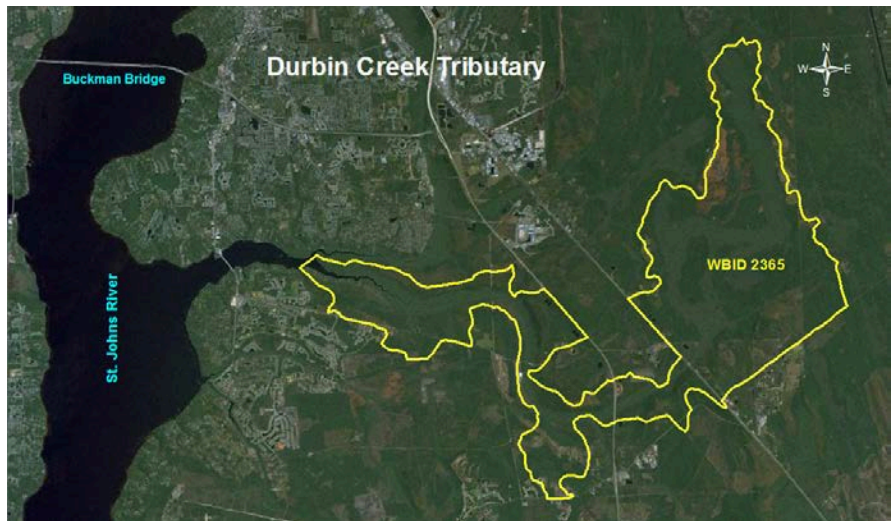 Durbin Creek Tributary
Buckman Bridge
N
W E
S
WBID 2365
St. Johns River